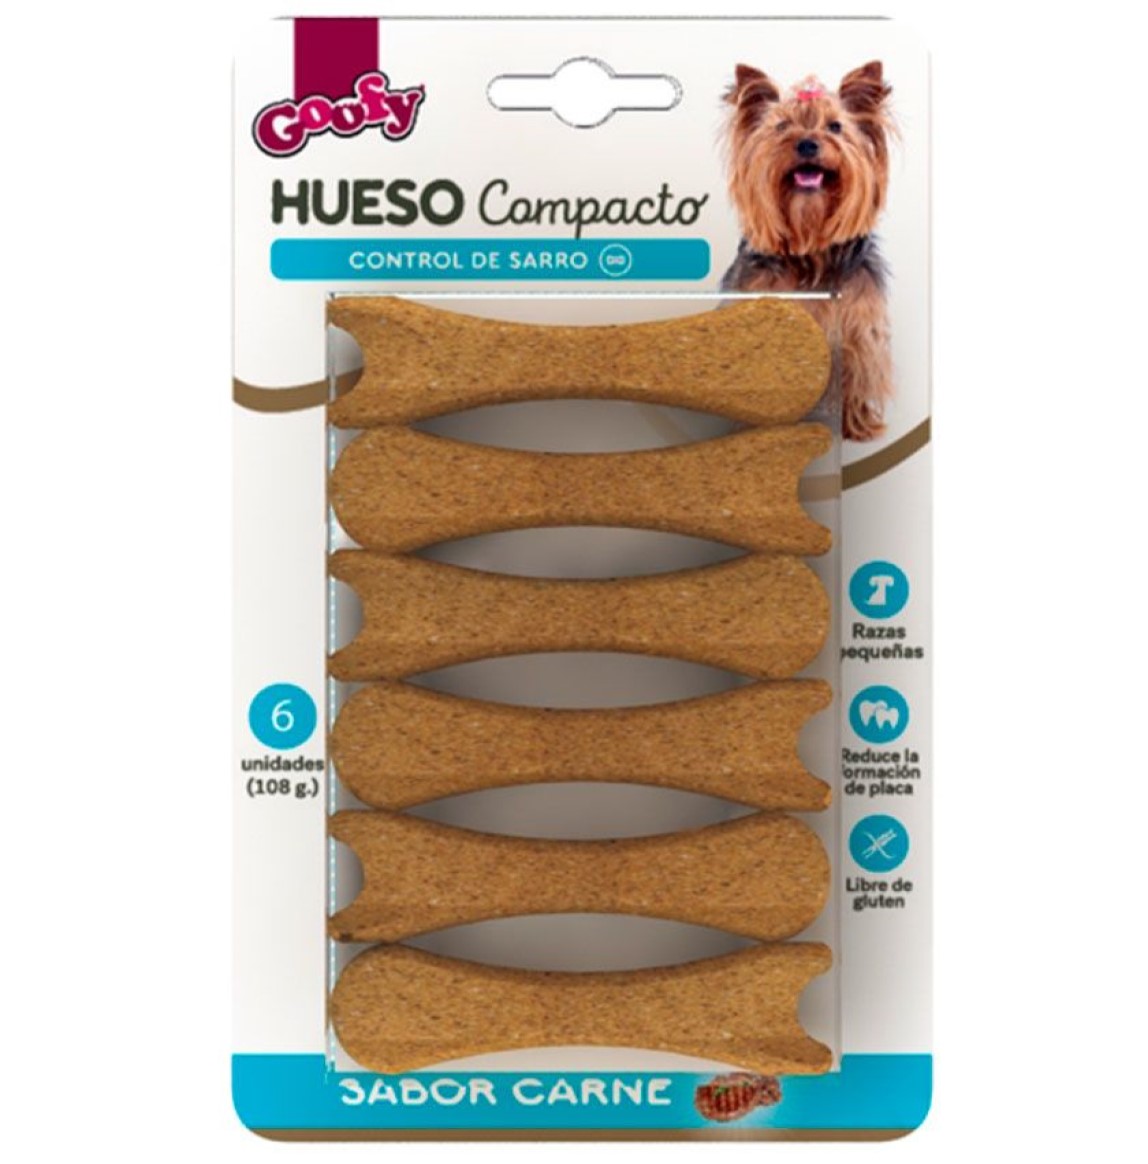 Goofy
HUESO Compacto
CONTROL DE SARRO
Razas
pequeñas
6
unidades
(108 g.)
Reduce la
formación
de placa
Libre de
gluten
SABOR CARNE